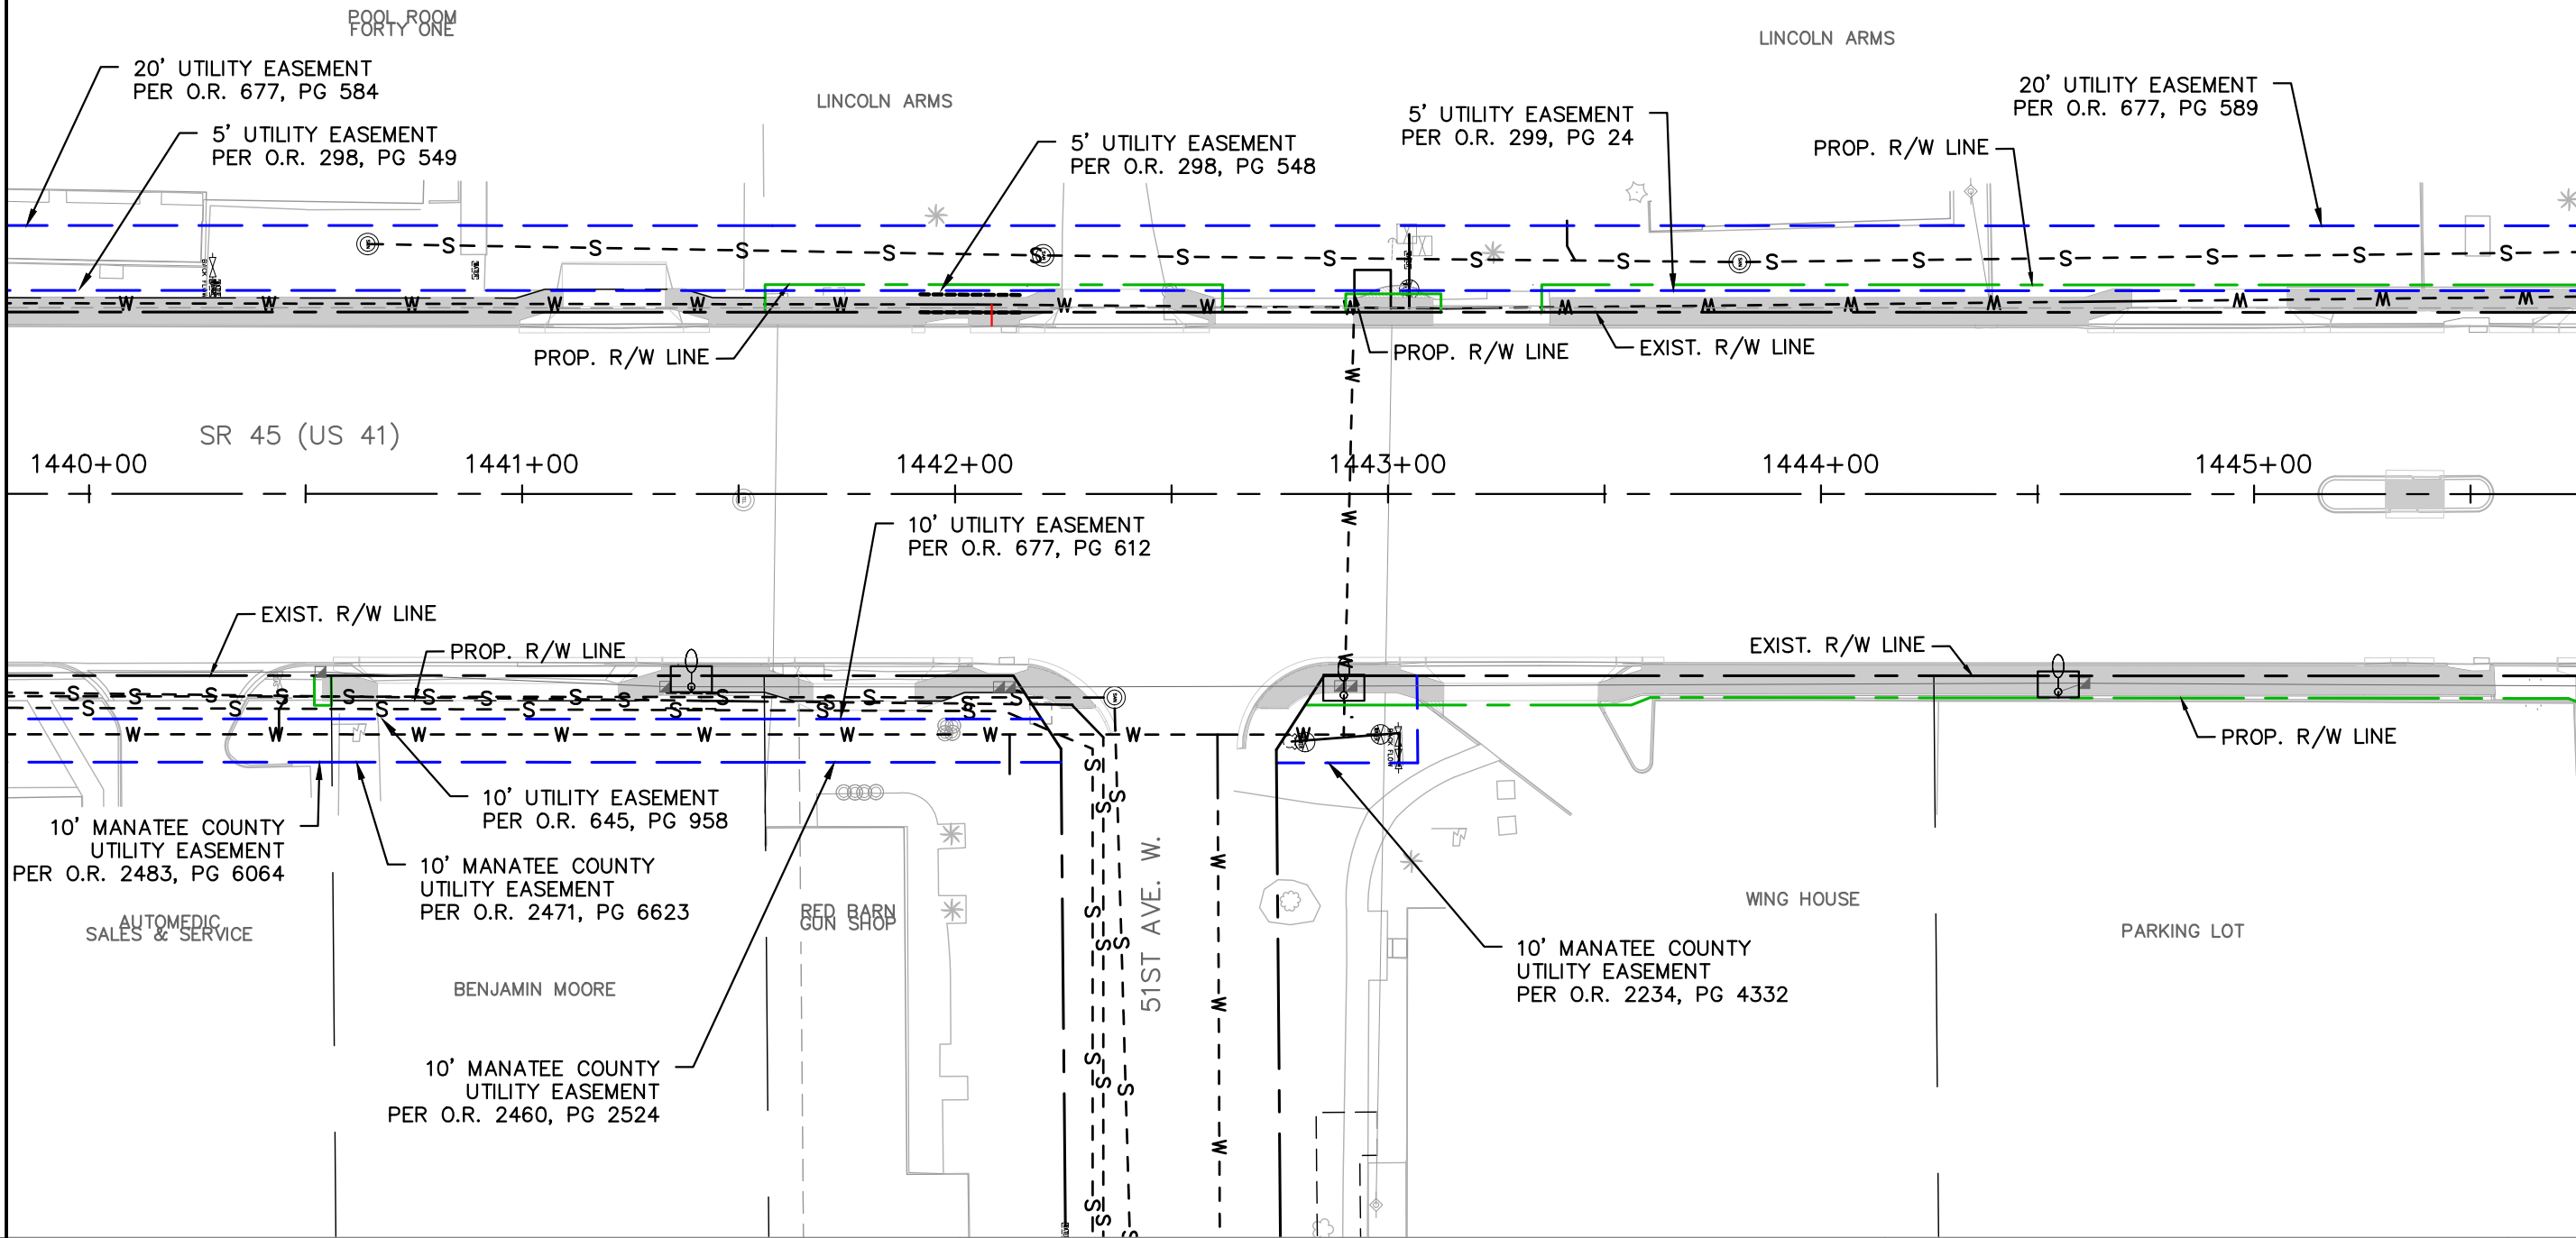 POOL ROOM
FORTY ONE
LINCOLN ARMS
20' UTILITY EASEMENT
PER O.R. 677, PG 584
20' UTILITY EASEMENT
PER O.R. 677, PG 589
LINCOLN ARMS
5' UTILITY EASEMENT
PER O.R. 299, PG 24
5' UTILITY EASEMENT
PER O.R. 298, PG 549
5' UTILITY EASEMENT
PER O.R. 298, PG 548
PROP. R/W LINE
PROP. R/W LINE
PROP. R/W LINE
EXIST. R/W LINE
SR 45 (US 41)
1440+00
1441+00
1442+00
1443+00
1444+00
1445+00
10' UTILITY EASEMENT
PER O.R. 677, PG 612
EXIST. R/W LINE
PROP. R/W LINE
EXIST. R/W LINE
PROP. R/W LINE
10' UTILITY EASEMENT
PER O.R. 645, PG 958
10' MANATEE COUNTY
UTILITY EASEMENT
PER O.R. 2483, PG 6064
10' MANATEE COUNTY
UTILITY EASEMENT
PER O.R. 2471, PG 6623
AUTOMEDIC
SALES & SERVICE
RED BARN
GUN SHOP
51ST AVE. W.
WING HOUSE
PARKING LOT
BENJAMIN MOORE
10' MANATEE COUNTY
UTILITY EASEMENT
PER O.R. 2234, PG 4332
10' MANATEE COUNTY
UTILITY EASEMENT
PER O.R. 2460, PG 2524